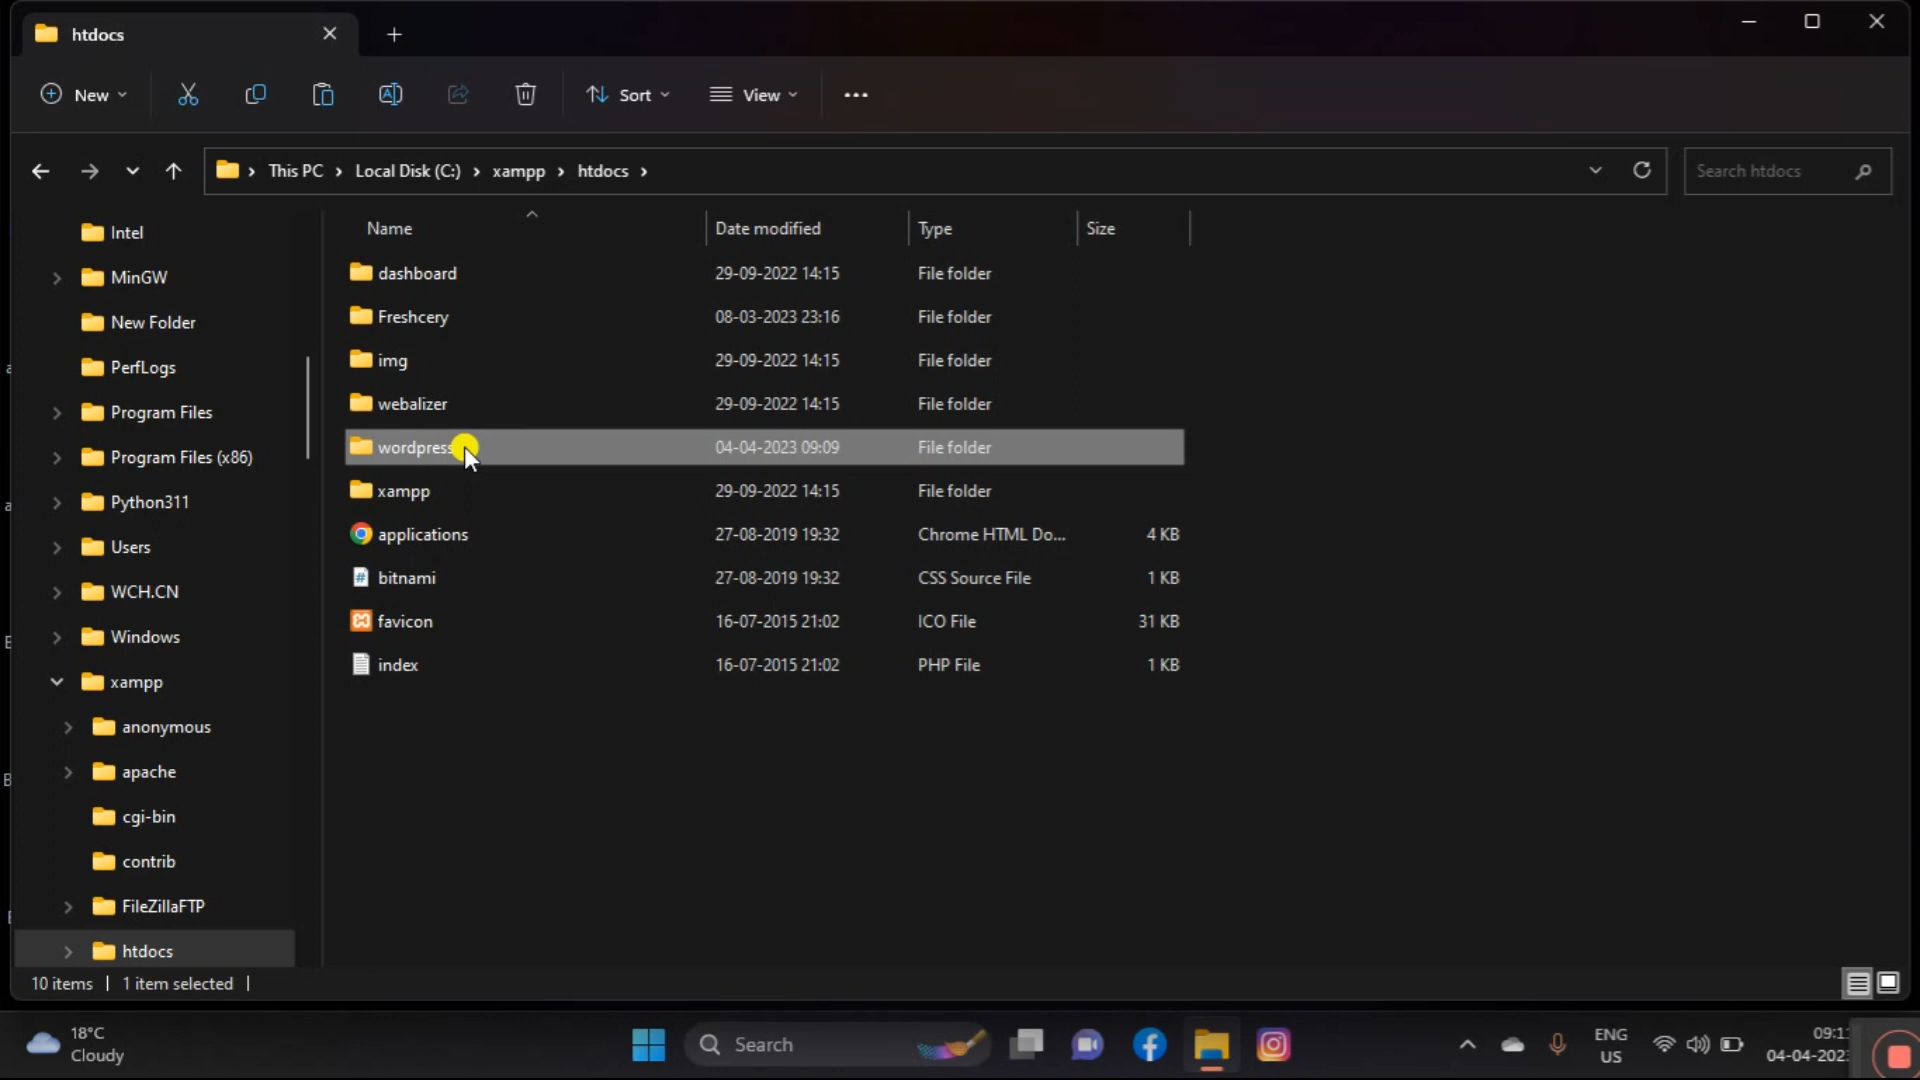 htdocs
New
Sort
View
This PC > Local Disk (C:) > xampp > htdocs >
Search htdocs
Intel
MinGW
New Folder
PerfLogs
Program Files
Program Files (x86)
Python311
Users
WCH.CN
Windows
xampp
anonymous
apache
cgi-bin
contrib
FileZillaFTP
htdocs
Name Date modified Type Size
dashboard 29-09-2022 14:15 File folder
Freshcery 08-03-2023 23:16 File folder
img 29-09-2022 14:15 File folder
webalizer 29-09-2022 14:15 File folder
wordpress 04-04-2023 09:09 File folder
xampp 29-09-2022 14:15 File folder
applications 27-08-2019 19:32 Chrome HTML Do... 4 KB
bitnami 27-08-2019 19:32 CSS Source File 1 KB
favicon 16-07-2015 21:02 ICO File 31 KB
index 16-07-2015 21:02 PHP File 1 KB
10 items 1 item selected
18°C
Cloudy
Search
ENG
US